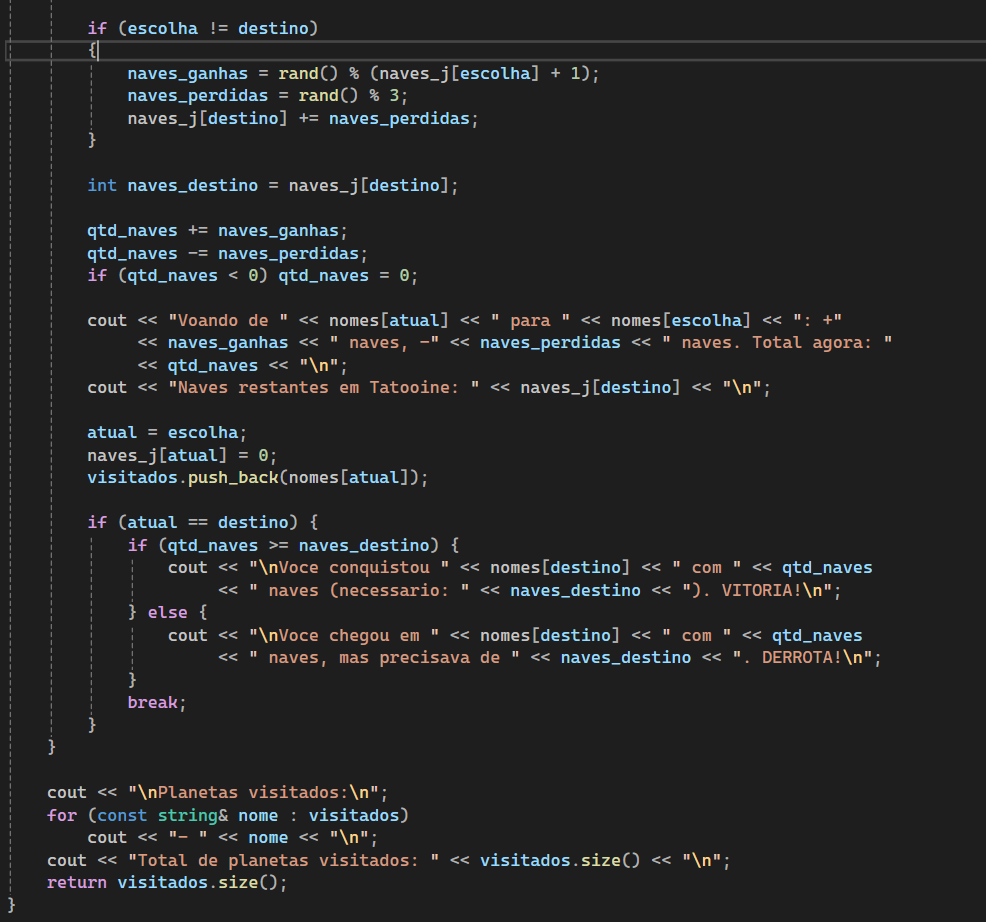 if (escolha != destino)
{
naves_ganhas = rand() % (naves_j[escolha] + 1);
naves_perdidas = rand() % 3;
naves_j[destino] += naves_perdidas;
}
int naves_destino = naves_j[destino];
qtd_naves += naves_ganhas;
qtd_naves -= naves_perdidas;
if (qtd_naves < 0) qtd_naves = 0;
cout << "Voando de " << nomes[atual] << " para " << nomes[escolha] << ": +"
<< naves_ganhas << " naves, -" << naves_perdidas << " naves. Total agora: "
<< qtd_naves << "\n";
cout << "Naves restantes em Tatooine: " << naves_j[destino] << "\n";
atual = escolha;
naves_j[atual] = 0;
visitados.push_back(nomes[atual]);
if (atual == destino) {
if (qtd_naves >= naves_destino) {
cout << "\nVoce conquistou " << nomes[destino] << " com " << qtd_naves
<< " naves (necessario: " << naves_destino << "). VITORIA!\n";
} else {
cout << "\nVoce chegou em " << nomes[destino] << " com " << qtd_naves
<< " naves, mas precisava de " << naves_destino << ". DERROTA!\n";
}
break;
}
}
cout << "\nPlanetas visitados:\n";
for (const string& nome : visitados)
cout << "- " << nome << "\n";
cout << "Total de planetas visitados: " << visitados.size() << "\n";
return visitados.size();
}